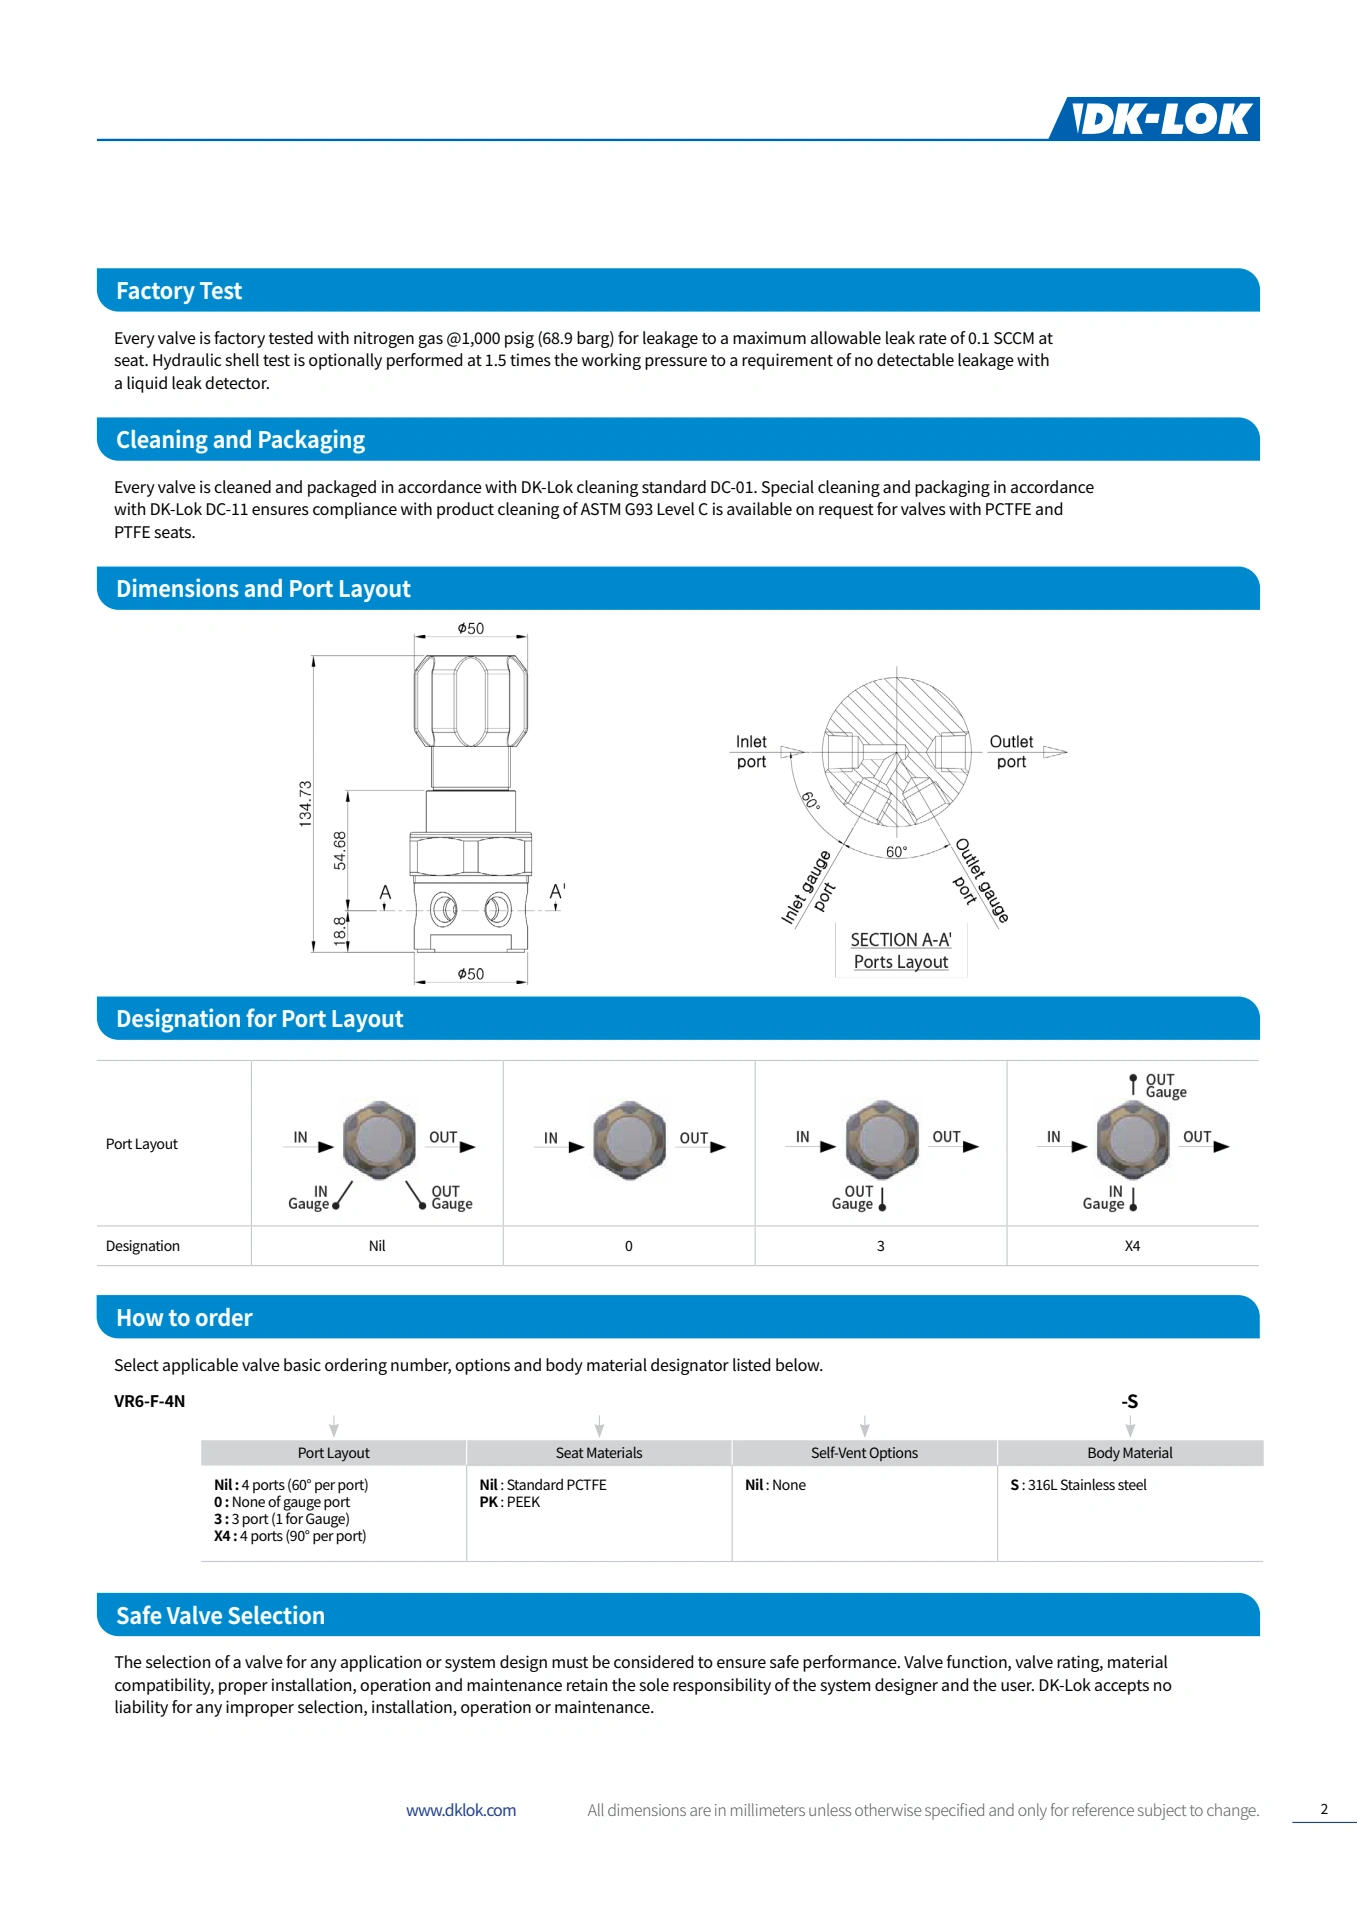 DK-LOK
Factory Test
Every valve is factory tested with nitrogen gas @1,000 psig (68.9 barg) for leakage to a maximum allowable leak rate of 0.1 SCCM at
seat. Hydraulic shell test is optionally performed at 1.5 times the working pressure to a requirement of no detectable leakage with
a liquid leak detector.
Cleaning and Packaging
Every valve is cleaned and packaged in accordance with DK-Lok cleaning standard DC-01. Special cleaning and packaging in accordance
with DK-Lok DC-11 ensures compliance with product cleaning of ASTM G93 Level C is available on request for valves with PCTFE and
PTFE seats.
Dimensions and Port Layout
ϕ50
134.73
54.68
18.8
A
A'
ϕ50
Inlet
port
Outlet
port
60°
60°
Inlet gauge
port
Outlet gauge
port
SECTION A-A'
Ports Layout
Designation for Port Layout
Port Layout
IN
OUT
IN
Gauge
OUT
Gauge
IN
OUT
IN
OUT
OUT
Gauge
OUT
Gauge
IN
OUT
IN
Gauge
Designation
Nil
0
3
X4
How to order
Select applicable valve basic ordering number, options and body material designator listed below.
VR6-F-4N
-S
Port Layout
Seat Materials
Self-Vent Options
Body Material
Nil : 4 ports (60° per port)
0 : None of gauge port
3 : 3 port (1 for Gauge)
X4 : 4 ports (90° per port)
Nil : Standard PCTFE
PK : PEEK
Nil : None
S : 316L Stainless steel
Safe Valve Selection
The selection of a valve for any application or system design must be considered to ensure safe performance. Valve function, valve rating, material
compatibility, proper installation, operation and maintenance retain the sole responsibility of the system designer and the user. DK-Lok accepts no
liability for any improper selection, installation, operation or maintenance.
www.dklok.com
All dimensions are in millimeters unless otherwise specified and only for reference subject to change.
2